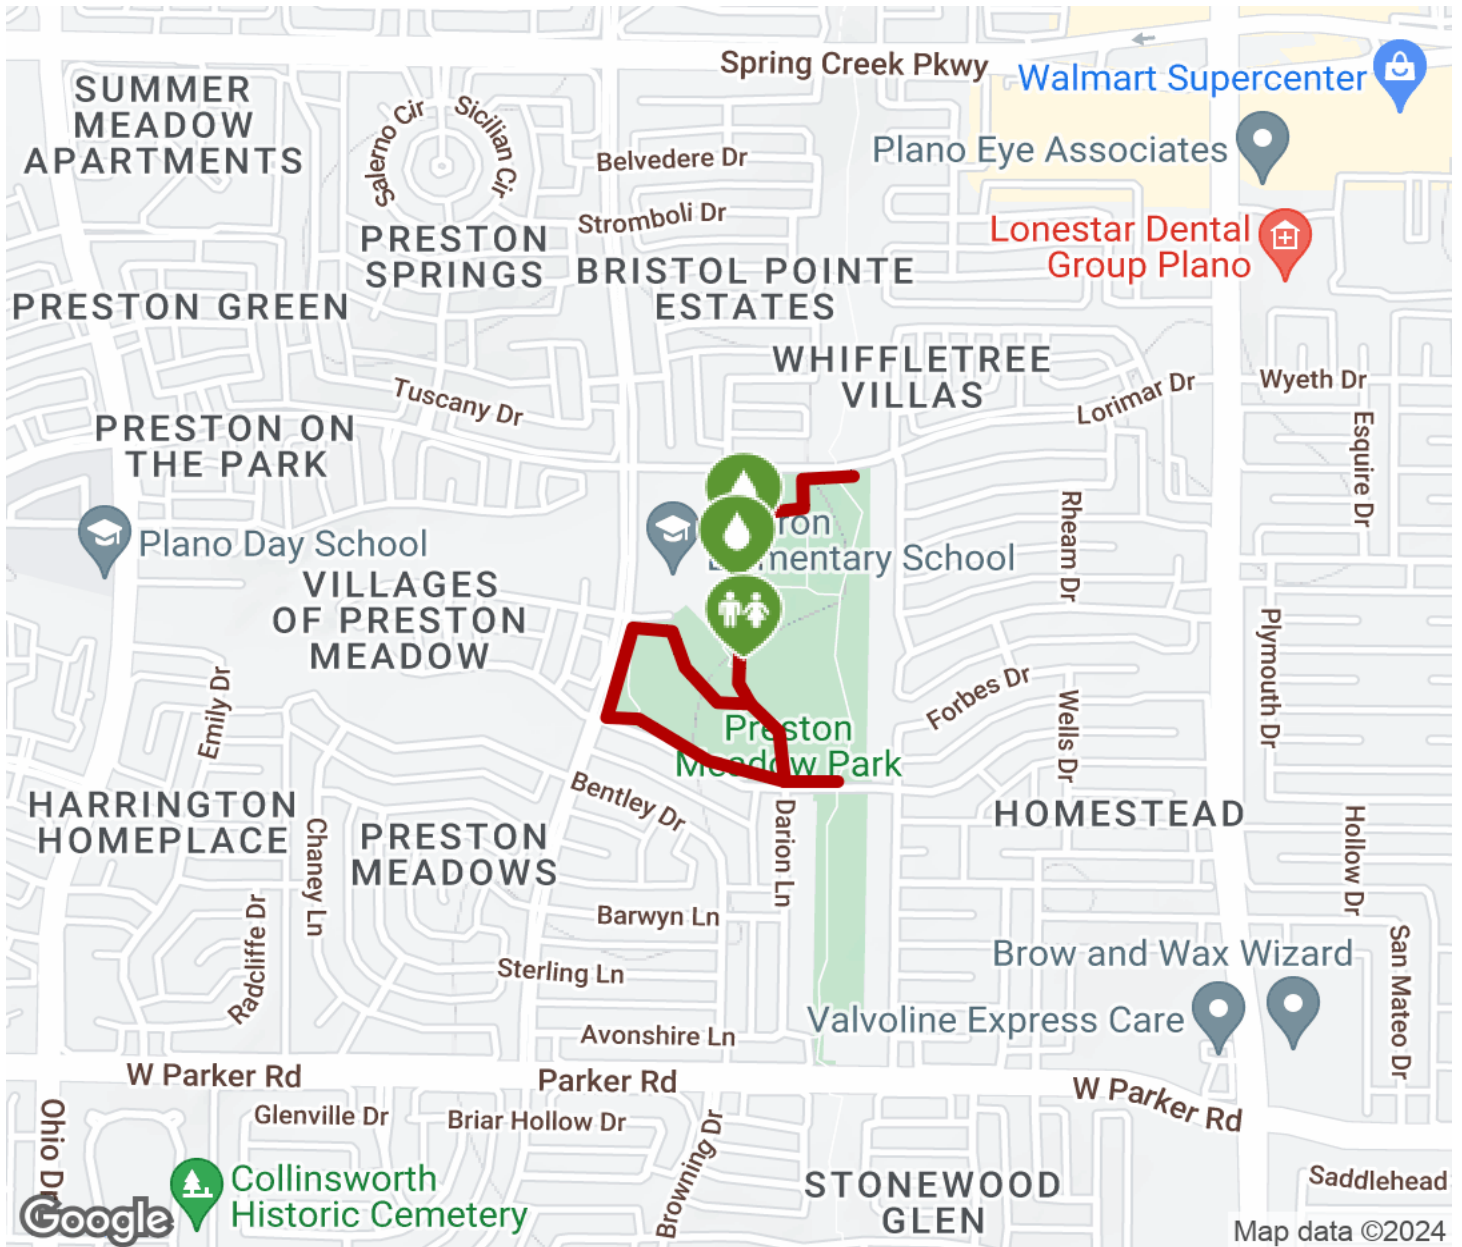 Spring Creek Pkwy
Walmart Supercenter
SUMMER
MEADOW
APARTMENTS
Salerno Cir
Sicilian Cir
Belvedere Dr
Plano Eye Associates
Stromboli Dr
Lonestar Dental
Group Plano
PRESTON
SPRINGS
BRISTOL POINTE
ESTATES
PRESTON GREEN
WHIFFLETREE
VILLAS
Tuscany Dr
Lorimar Dr
Wyeth Dr
PRESTON ON
THE PARK
Esquire Dr
Rheam Dr
Plano Day School
Elementary School
VILLAGES
OF PRESTON
MEADOW
Plymouth Dr
Emily Dr
Forbes Dr
Wells Dr
Preston
Meadow Park
Bentley Dr
HARRINGTON
HOMEPLACE
Chaney Ln
PRESTON
MEADOWS
Darion Ln
HOMESTEAD
Hollow Dr
Radcliffe Dr
Barwyn Ln
Sterling Ln
Brow and Wax Wizard
San Mateo Dr
Valvoline Express Care
Avonshire Ln
W Parker Rd
Parker Rd
W Parker Rd
Ohio Dr
Glenville Dr
Briar Hollow Dr
Browning Dr
Collinsworth
Historic Cemetery
STONEWOOD
GLEN
Saddlehead
Google
Map data ©2024